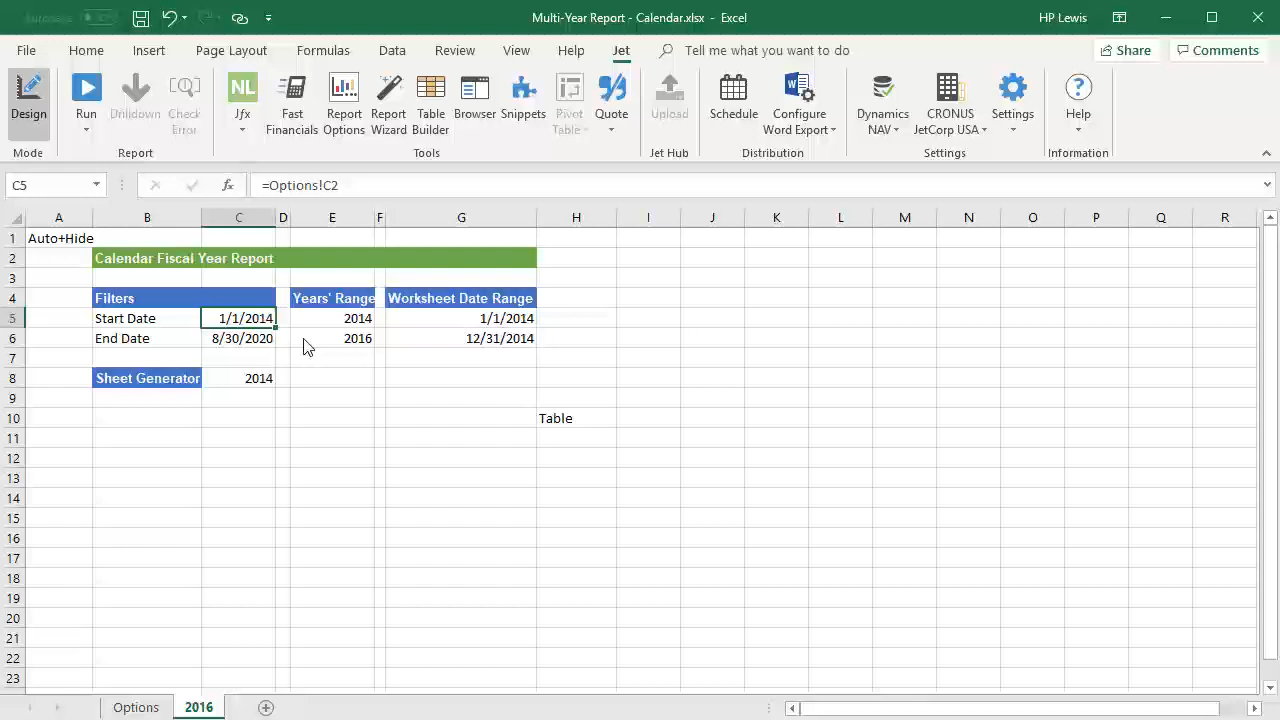 Multi-Year Report - Calendar.xlsx - Excel
HP Lewis
File Home Insert Page Layout Formulas Data Review View Help Jet Tell me what you want to do Share Comments
Design Run Drilldown Check Error NL Jfx Fast Financials Report Options Report Wizard Table Builder Browser Snippets Pivot Table Quote Upload Schedule Configure Word Export Dynamics NAV CRONUS JetCorp USA Settings Help
Mode Report Tools Jet Hub Distribution Settings Information
C5 fx =Options!C2
A B C D E F G H I J K L M N O P Q R
1 Auto+Hide
2 Calendar Fiscal Year Report
3
4 Filters Years' Range Worksheet Date Range
5 Start Date 1/1/2014 2014 1/1/2014
6 End Date 8/30/2020 2016 12/31/2014
7
8 Sheet Generator 2014
9
10 Table
11
12
13
14
15
16
17
18
19
20
21
22
23
Options 2016